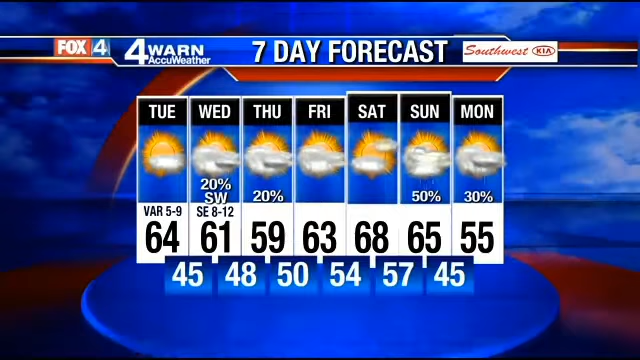 FOX 4
4WARN
AccuWeather
7 DAY FORECAST
Southwest KIA
TUE WED THU FRI SAT SUN MON
20% SW 20% 50% 30%
VAR 5-9 SE 8-12
64 61 59 63 68 65 55
45 48 50 54 57 45